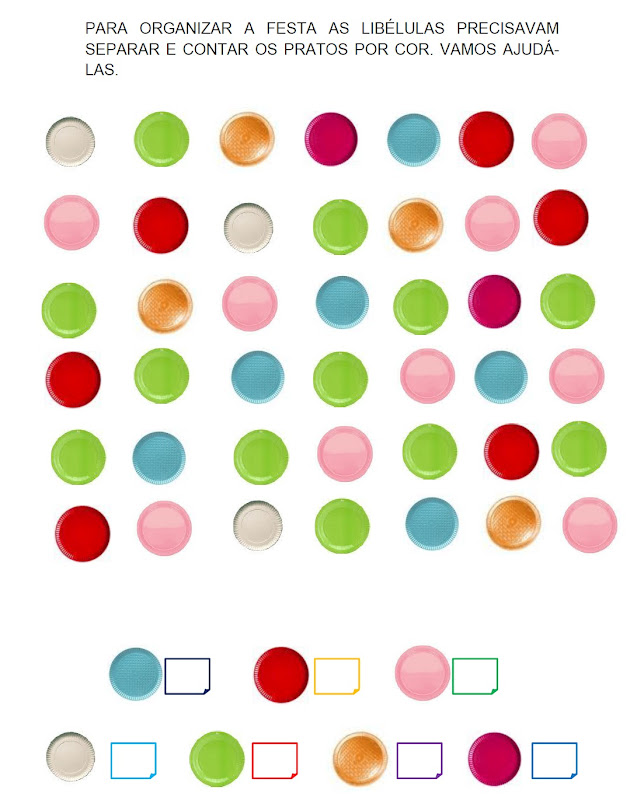 PARA ORGANIZAR A FESTA AS LIBÉLULAS PRECISAVAM
SEPARAR E CONTAR OS PRATOS POR COR. VAMOS AJUDÁ-
LAS.